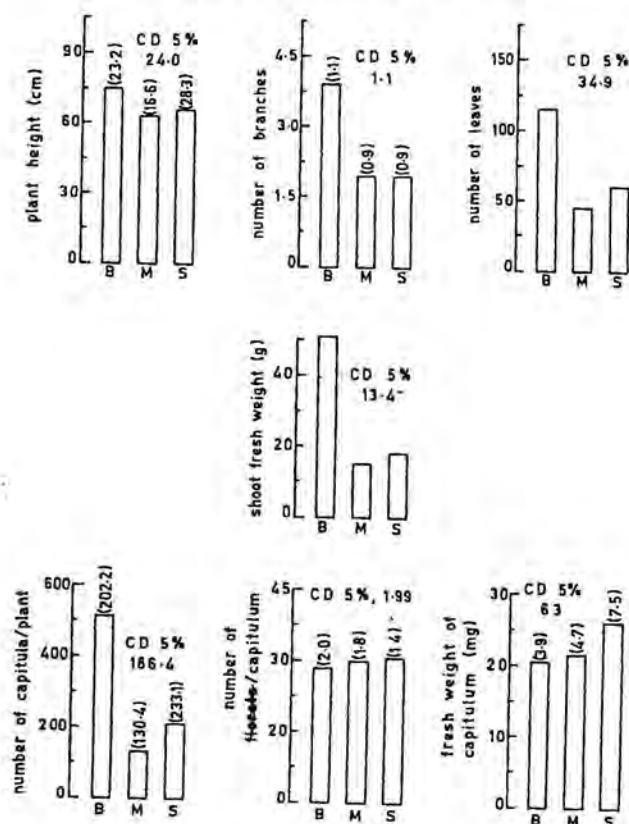 plant height (cm)
90
60
30
0
CD 5%
24·0
(23·2)
(16·6)
(28·3)
B M S
number of branches
4·5
3·0
1·5
0
CD 5%
1·1
(1·1)
(0·9)
(0·9)
B M S
number of leaves
150
100
50
0
CD 5%
34·9
B M S
shoot fresh weight (g)
40
20
0
CD 5%
13·4
B M S
number of capitula/plant
600
400
200
0
CD 5%
166·4
(202·2)
(130·4)
(233·1)
B M S
number of
florets/capitulum
45
30
15
0
CD 5%, 1·99
(2·0)
(1·8)
(1·4)
B M S
fresh weight of
capitulum (mg)
30
20
10
0
CD 5%
63
(3·9)
(4·7)
(7·5)
B M S